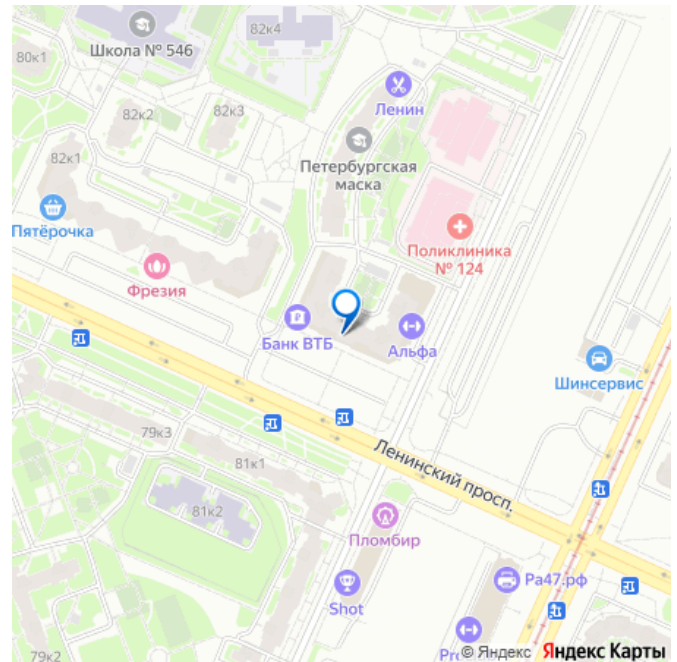 82к4
Школа № 546
80к1
Ленин
82к2
82к3
Петербургская
маска
82к1
Пятёрочка
Поликлиника
№ 124
Фрезия
Банк ВТБ
Альфа
Шинсервис
79к3
Ленинский просп.
81к1
81к2
Пломбир
Shot
Ра47.рф
79к2
Pro
© Яндекс Яндекс Карты